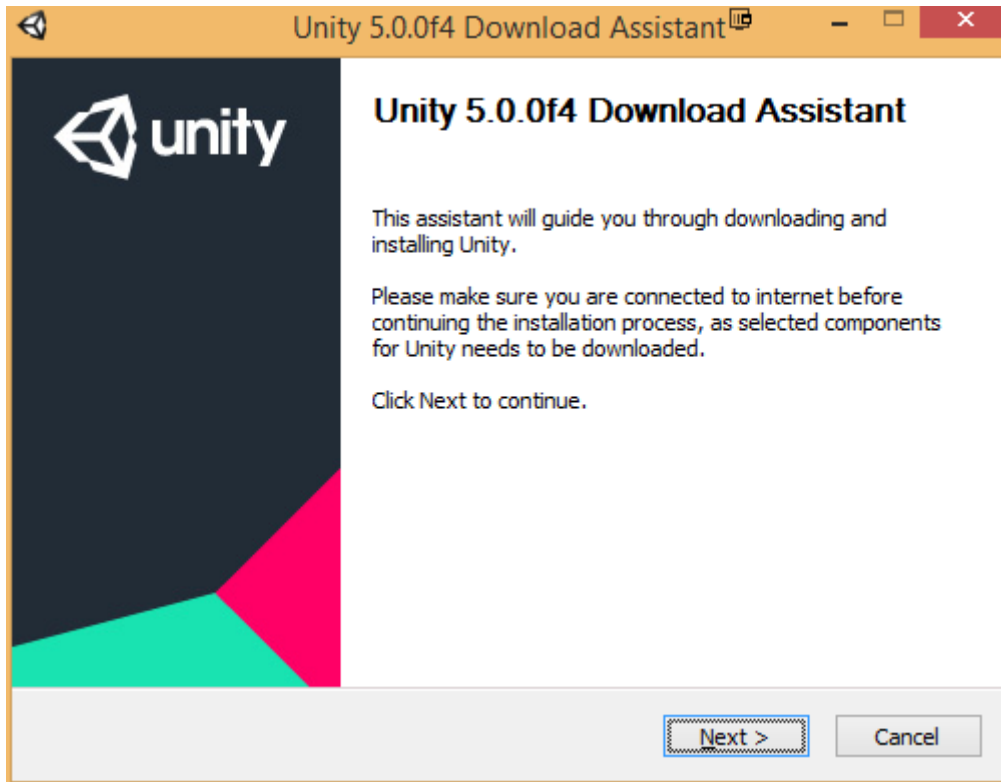 Unity 5.0.0f4 Download Assistant
unity
Unity 5.0.0f4 Download Assistant
This assistant will guide you through downloading and
installing Unity.
Please make sure you are connected to internet before
continuing the installation process, as selected components
for Unity needs to be downloaded.
Click Next to continue.
Next >
Cancel